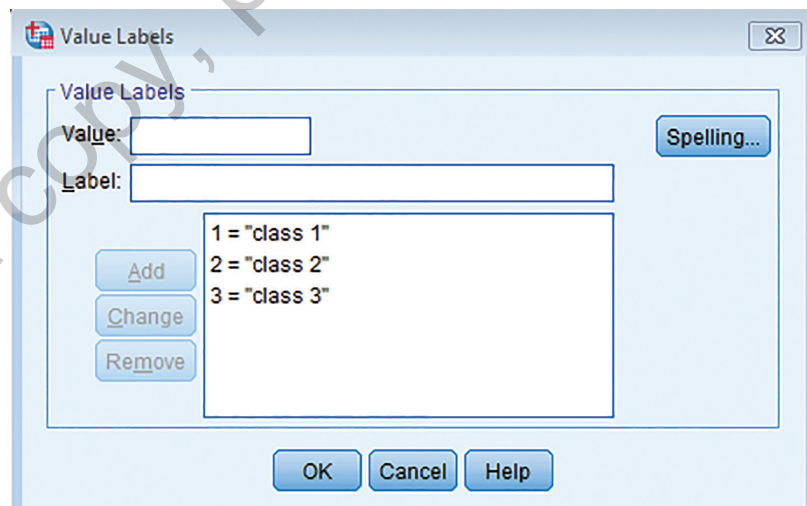 Value Labels
Value Labels
Value:
Spelling...
Label:
1 = "class 1"
2 = "class 2"
3 = "class 3"
Add
Change
Remove
OK Cancel Help
copy,